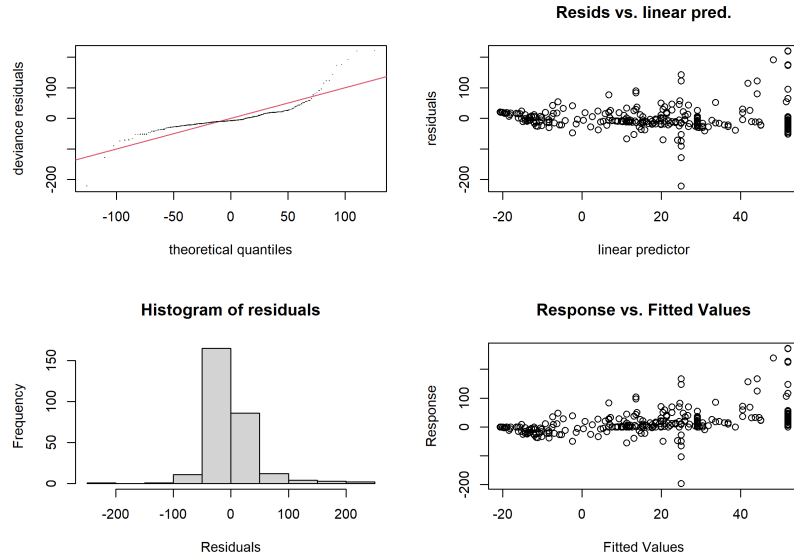 Resids vs. linear pred.
deviance residuals
-200
0
100
-100
-50
0
50
100
theoretical quantiles
residuals
-200
0
100
-20
0
20
40
linear predictor
Histogram of residuals
Frequency
0
50
100
150
-200
-100
0
100
200
Residuals
Response vs. Fitted Values
Response
-200
0
100
-20
0
20
40
Fitted Values